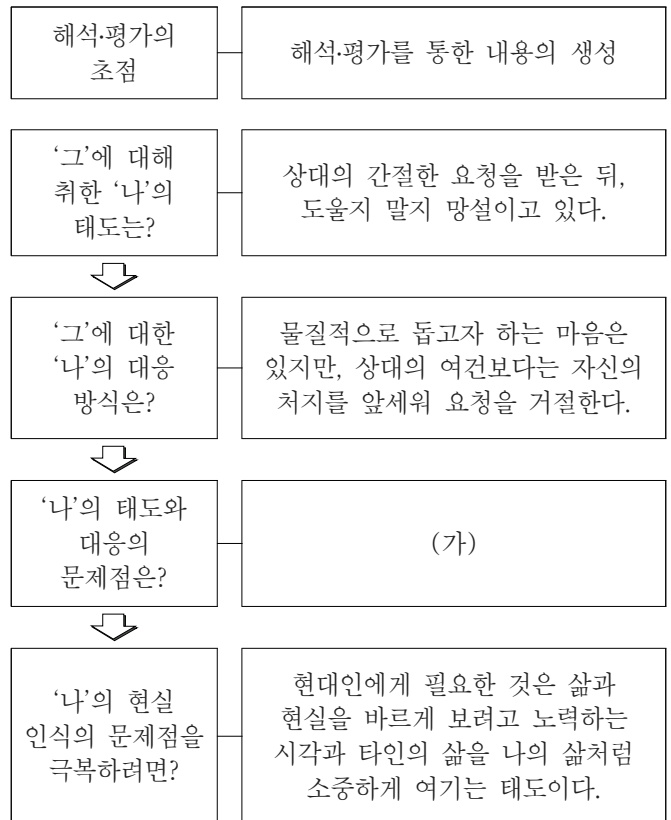 해석·평가의
초점
해석·평가를 통한 내용의 생성
‘그’에 대해
취한 ‘나’의
태도는?
상대의 간절한 요청을 받은 뒤,
도울지 말지 망설이고 있다.
‘그’에 대한
‘나’의 대응
방식은?
물질적으로 돕고자 하는 마음은
있지만, 상대의 여건보다는 자신의
처지를 앞세워 요청을 거절한다.
‘나’의 태도와
대응의
문제점은?
(가)
‘나’의 현실
인식의 문제점을
극복하려면?
현대인에게 필요한 것은 삶과
현실을 바르게 보려고 노력하는
시각과 타인의 삶을 나의 삶처럼
소중하게 여기는 태도이다.